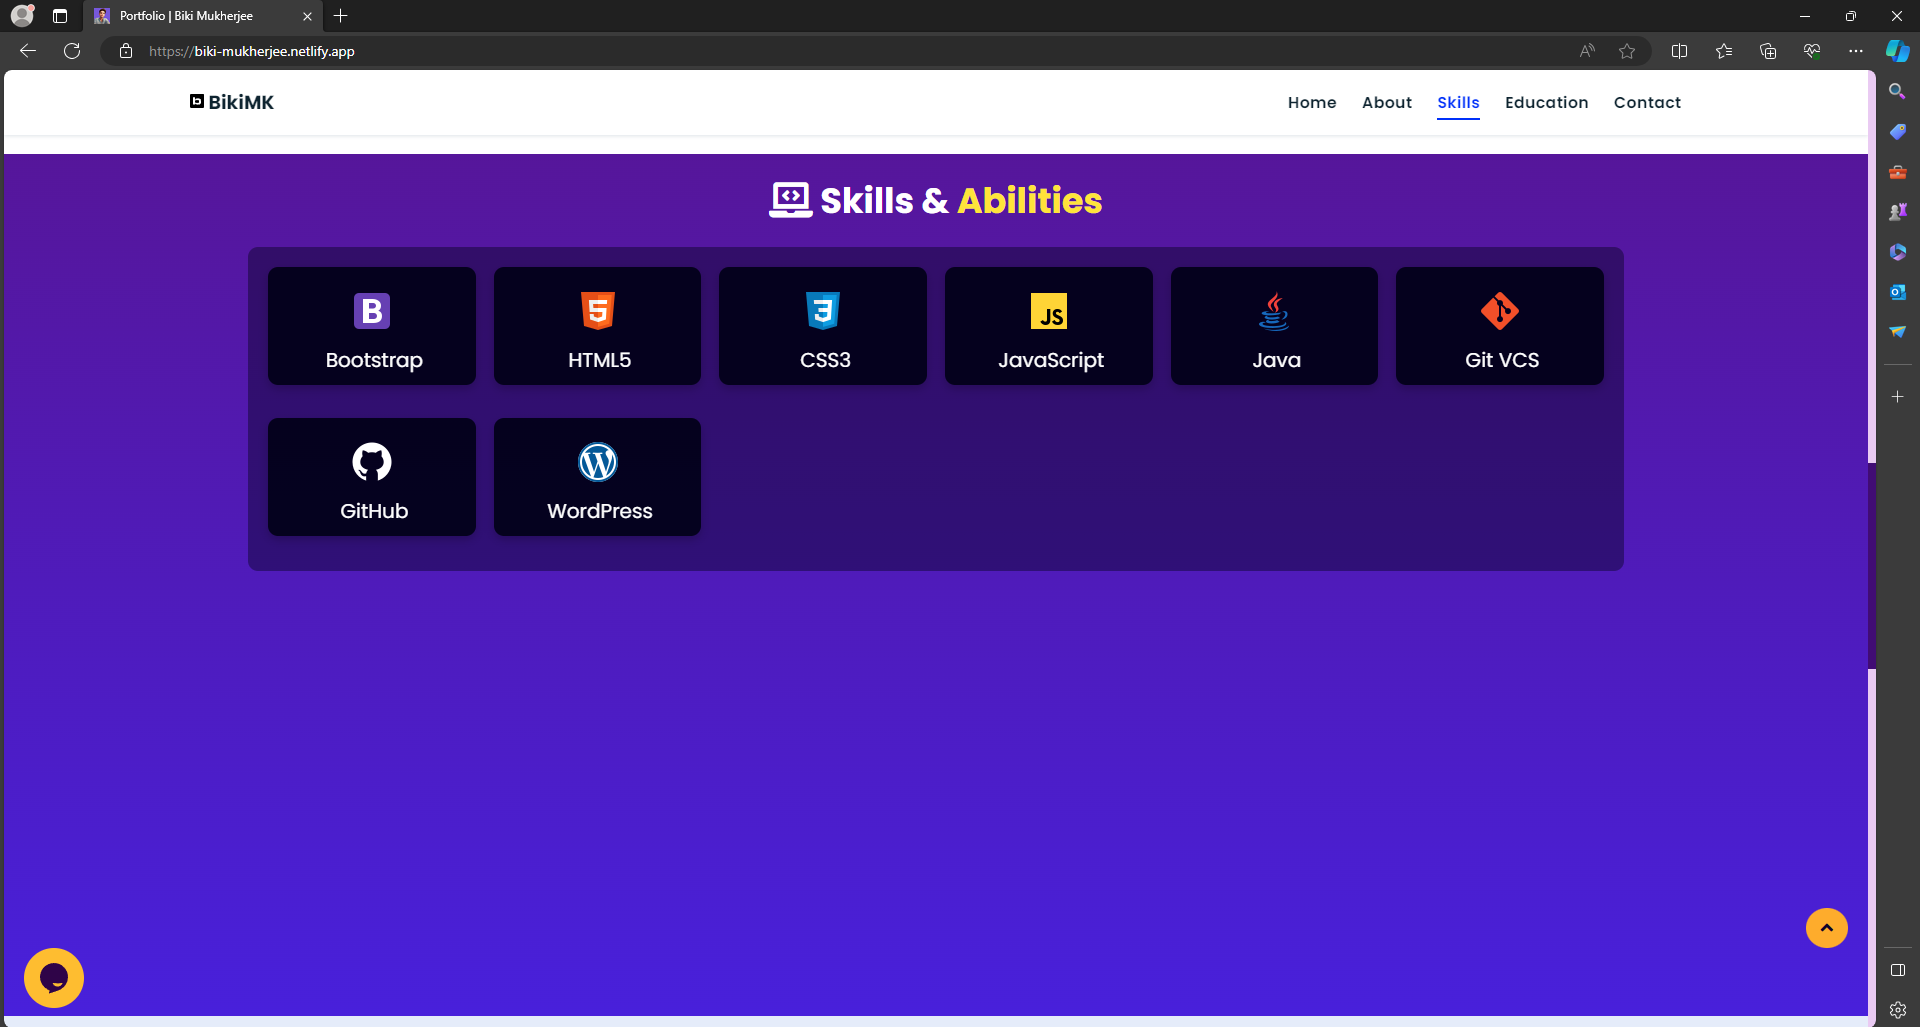 Portfolio | Biki Mukherjee
https://biki-mukherjee.netlify.app
b BikiMK
Home About Skills Education Contact
Skills & Abilities
B 5 3 JS
Bootstrap HTML5 CSS3 JavaScript Java Git VCS
W
GitHub WordPress